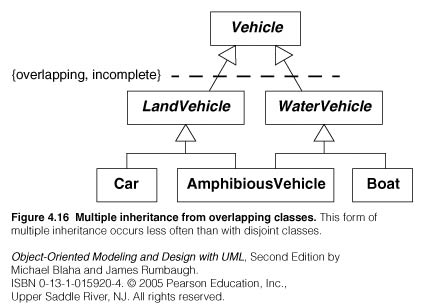 Vehicle
{overlapping, incomplete}
LandVehicle
WaterVehicle
Car
AmphibiousVehicle
Boat
Figure 4.16 Multiple inheritance from overlapping classes. This form of
multiple inheritance occurs less often than with disjoint classes.
Object-Oriented Modeling and Design with UML, Second Edition by
Michael Blaha and James Rumbaugh.
ISBN 0-13-1-015920-4. © 2005 Pearson Education, Inc.,
Upper Saddle River, NJ. All rights reserved.